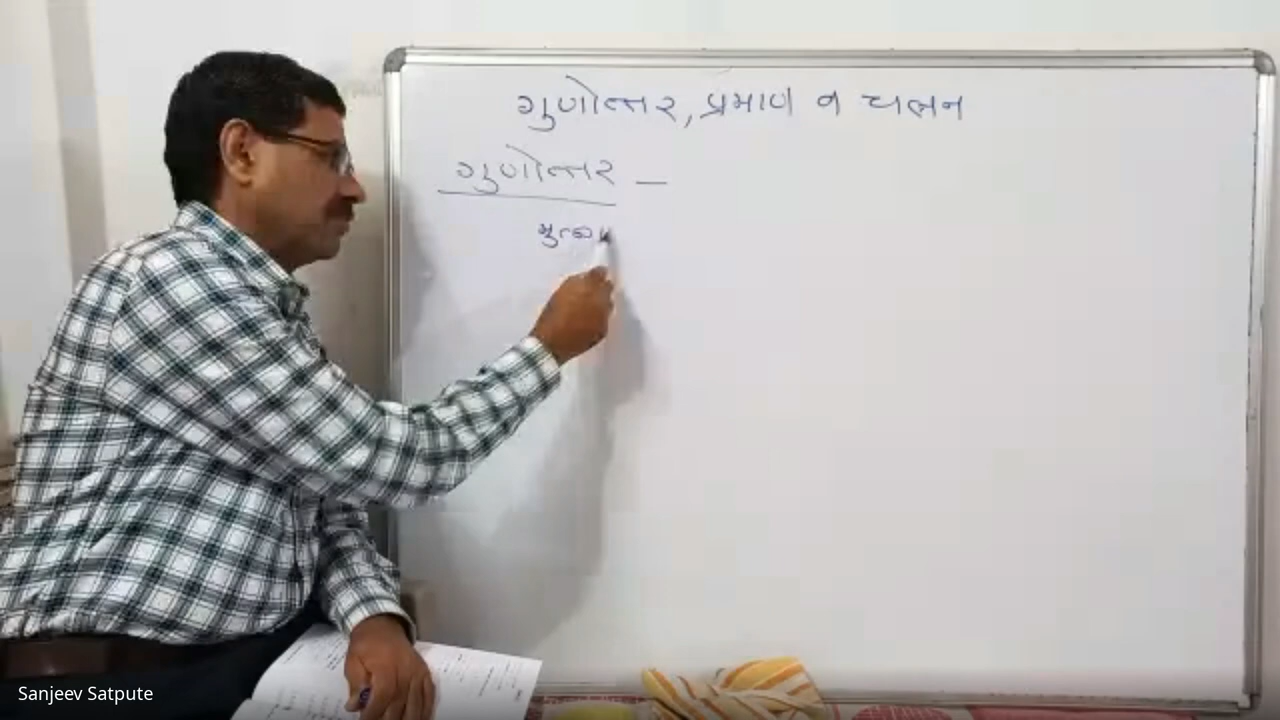 गुणोत्तर, प्रमाण व चलन
गुणोत्तर —
Sanjeev Satpute